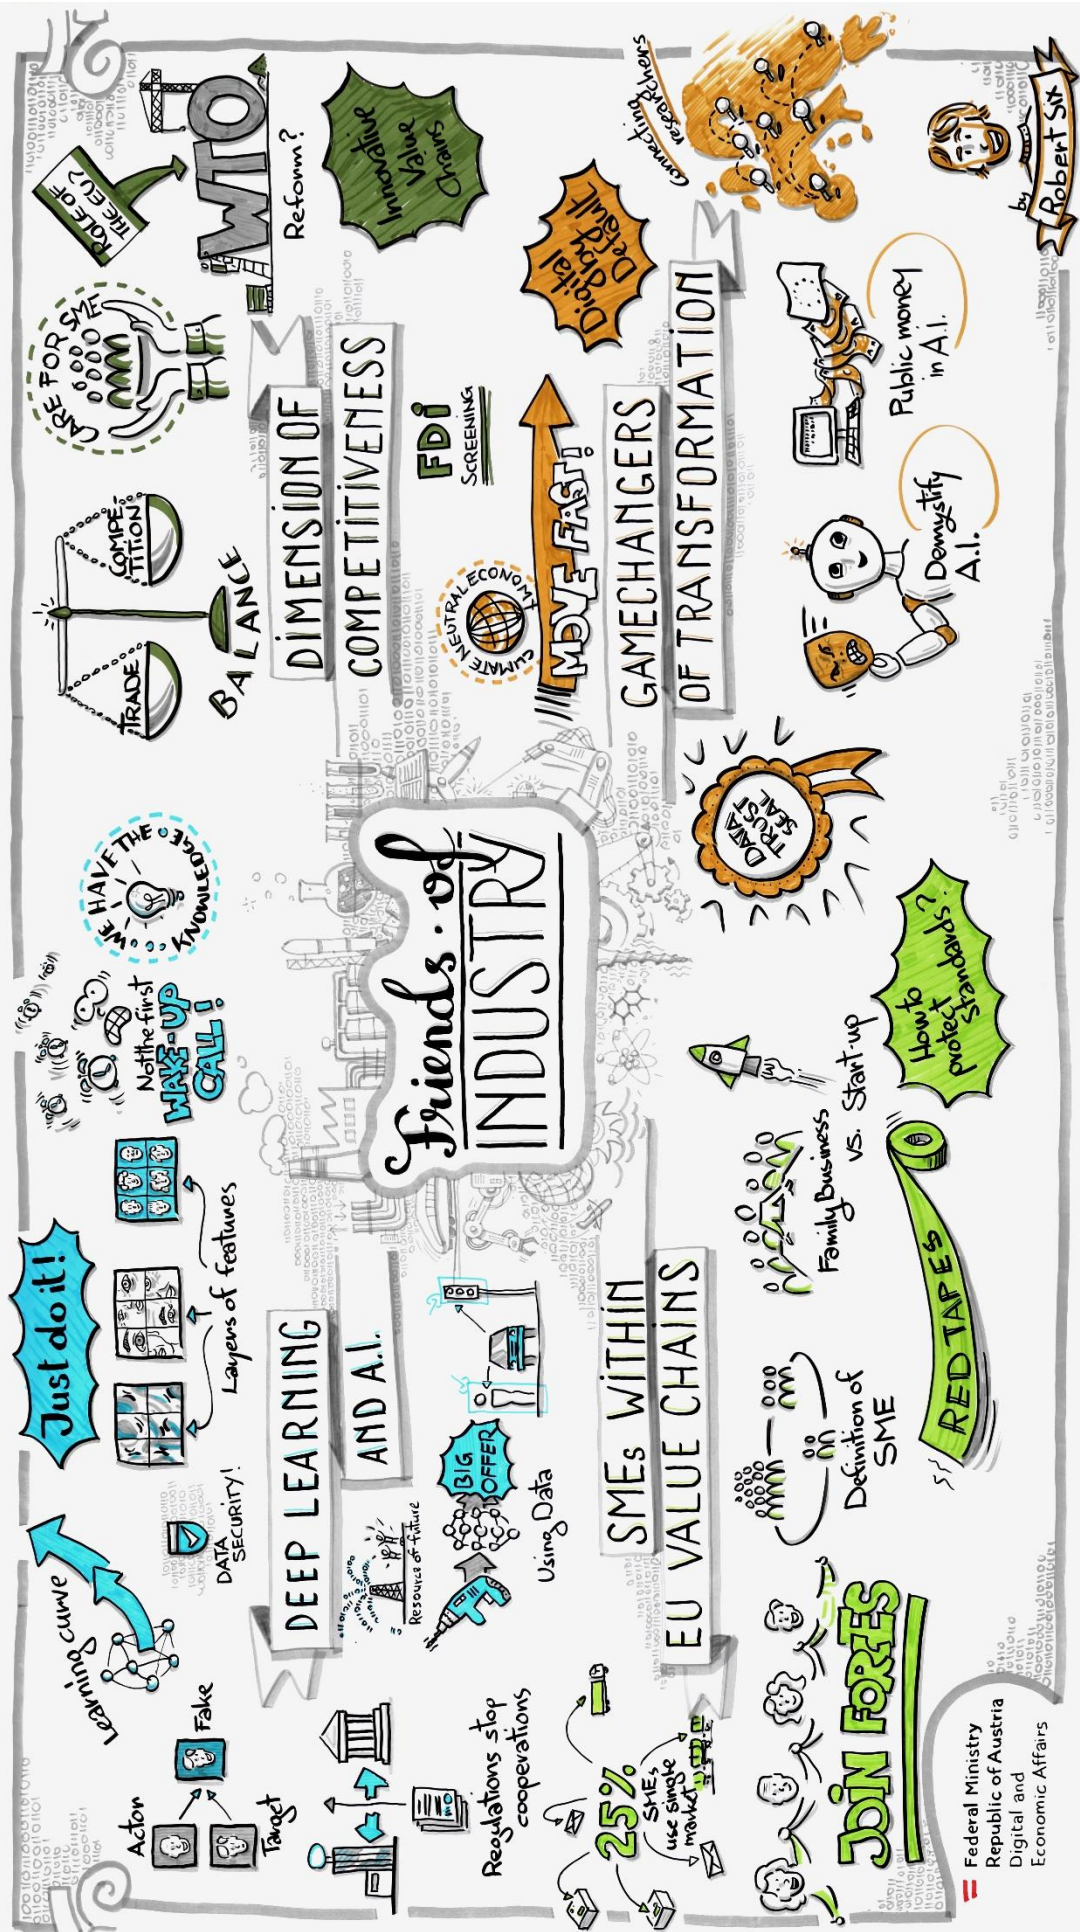 Friends of
INDUSTRY
DEEP LEARNING
AND A.I.
Actor
Target
Fake
Learning curve
Just do it!
DATA
SECURITY!
Layers of features
Not the first
WAKE-UP
CALL!
WE HAVE THE
KNOWLEDGE
Regulations stop
cooperations
Resource of future
BIG
OFFER
Using Data
DIMENSION OF
COMPETITIVENESS
TRADE
COMPE-
TITION
BALANCE
CARE FOR SME
ROLE OF
THE EU?
WTO
Reform?
Innovative
Value
Chains
FDi
SCREENING
SMEs WITHIN
EU VALUE CHAINS
25%
SMEs
use single
market
JOIN FORCES
Definition of
SME
Family Business
vs. Start-up
RED TAPES
How to
protect
standards?
GAMECHANGERS
OF TRANSFORMATION
CLIMATE NEUTRAL ECONOMY
MOVE FAST!
Digital
by
Default
connecting
researchers
DATA
TRUST
SEAL
Demystify
A.I.
Public money
in A.i.
by
Robert Six
Federal Ministry
Republic of Austria
Digital and
Economic Affairs